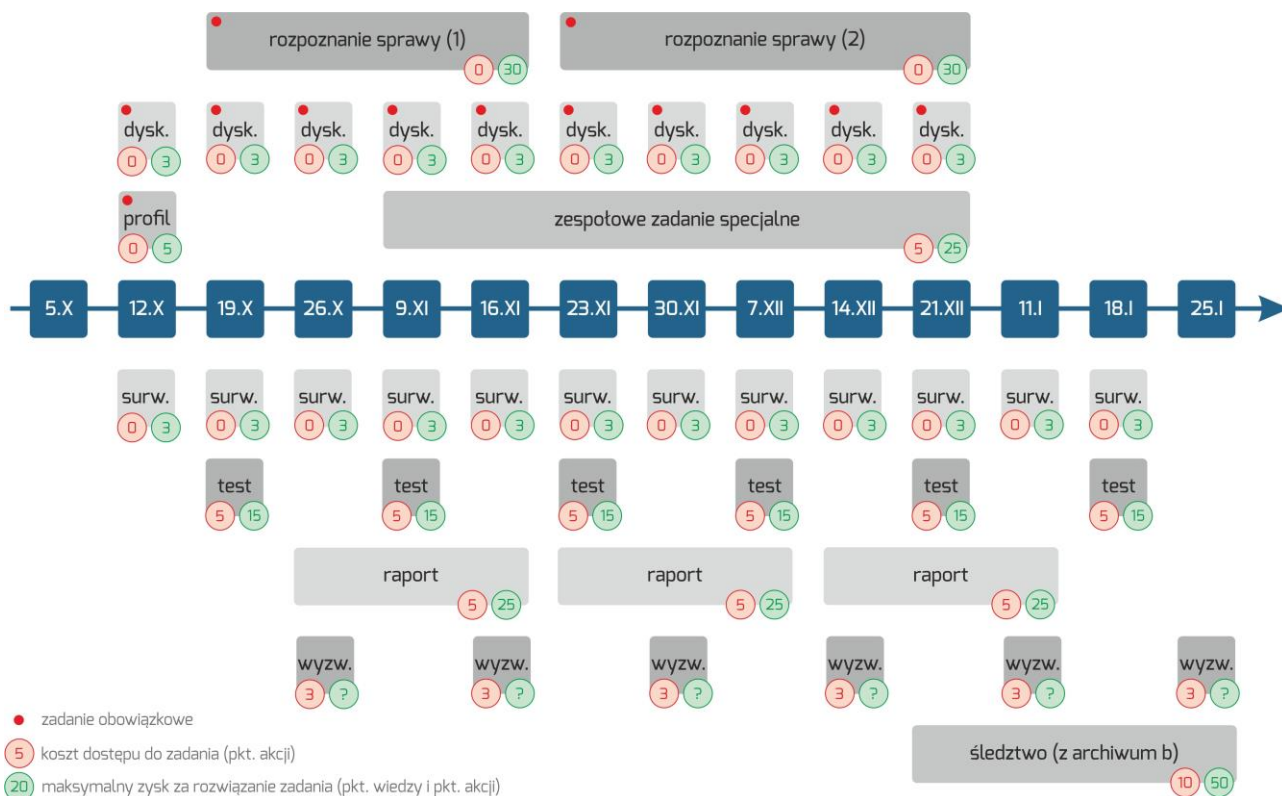 rozpoznanie sprawy (1)
0 30
rozpoznanie sprawy (2)
0 30
dysk. dysk. dysk. dysk. dysk. dysk. dysk. dysk. dysk. dysk.
0 3 0 3 0 3 0 3 0 3 0 3 0 3 0 3 0 3 0 3
profil
0 5
zespołowe zadanie specjalne
5 25
5.X 12.X 19.X 26.X 9.XI 16.XI 23.XI 30.XI 7.XII 14.XII 21.XII 11.I 18.I 25.I
surw. surw. surw. surw. surw. surw. surw. surw. surw. surw. surw. surw.
0 3 0 3 0 3 0 3 0 3 0 3 0 3 0 3 0 3 0 3 0 3 0 3
test test test test test test
5 15 5 15 5 15 5 15 5 15 5 15
raport raport raport
5 25 5 25 5 25
wyzw. wyzw. wyzw. wyzw. wyzw. wyzw.
3 ? 3 ? 3 ? 3 ? 3 ? 3 ?
śledztwo (z archiwum b)
10 50
zadanie obowiązkowe
5 koszt dostępu do zadania (pkt. akcji)
20 maksymalny zysk za rozwiązanie zadania (pkt. wiedzy i pkt. akcji)